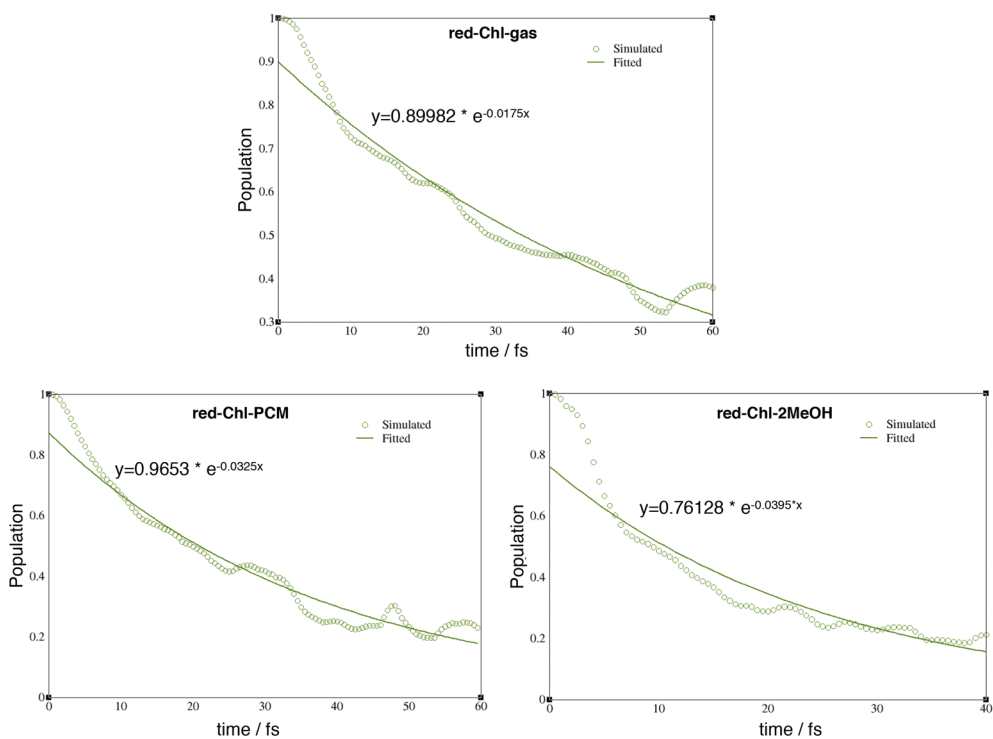 red-Chl-gas
Simulated
Fitted
y=0.89982 * e-0.0175x
Population
1
0.9
0.8
0.7
0.6
0.5
0.4
0.3
0 10 20 30 40 50 60
time / fs
red-Chl-PCM
Simulated
Fitted
y=0.9653 * e-0.0325x
Population
1
0.8
0.6
0.4
0.2
0
0 10 20 30 40 50 60
time / fs
red-Chl-2MeOH
Simulated
Fitted
y=0.76128 * e-0.0395*x
Population
1
0.8
0.6
0.4
0.2
0
0 10 20 30 40
time / fs